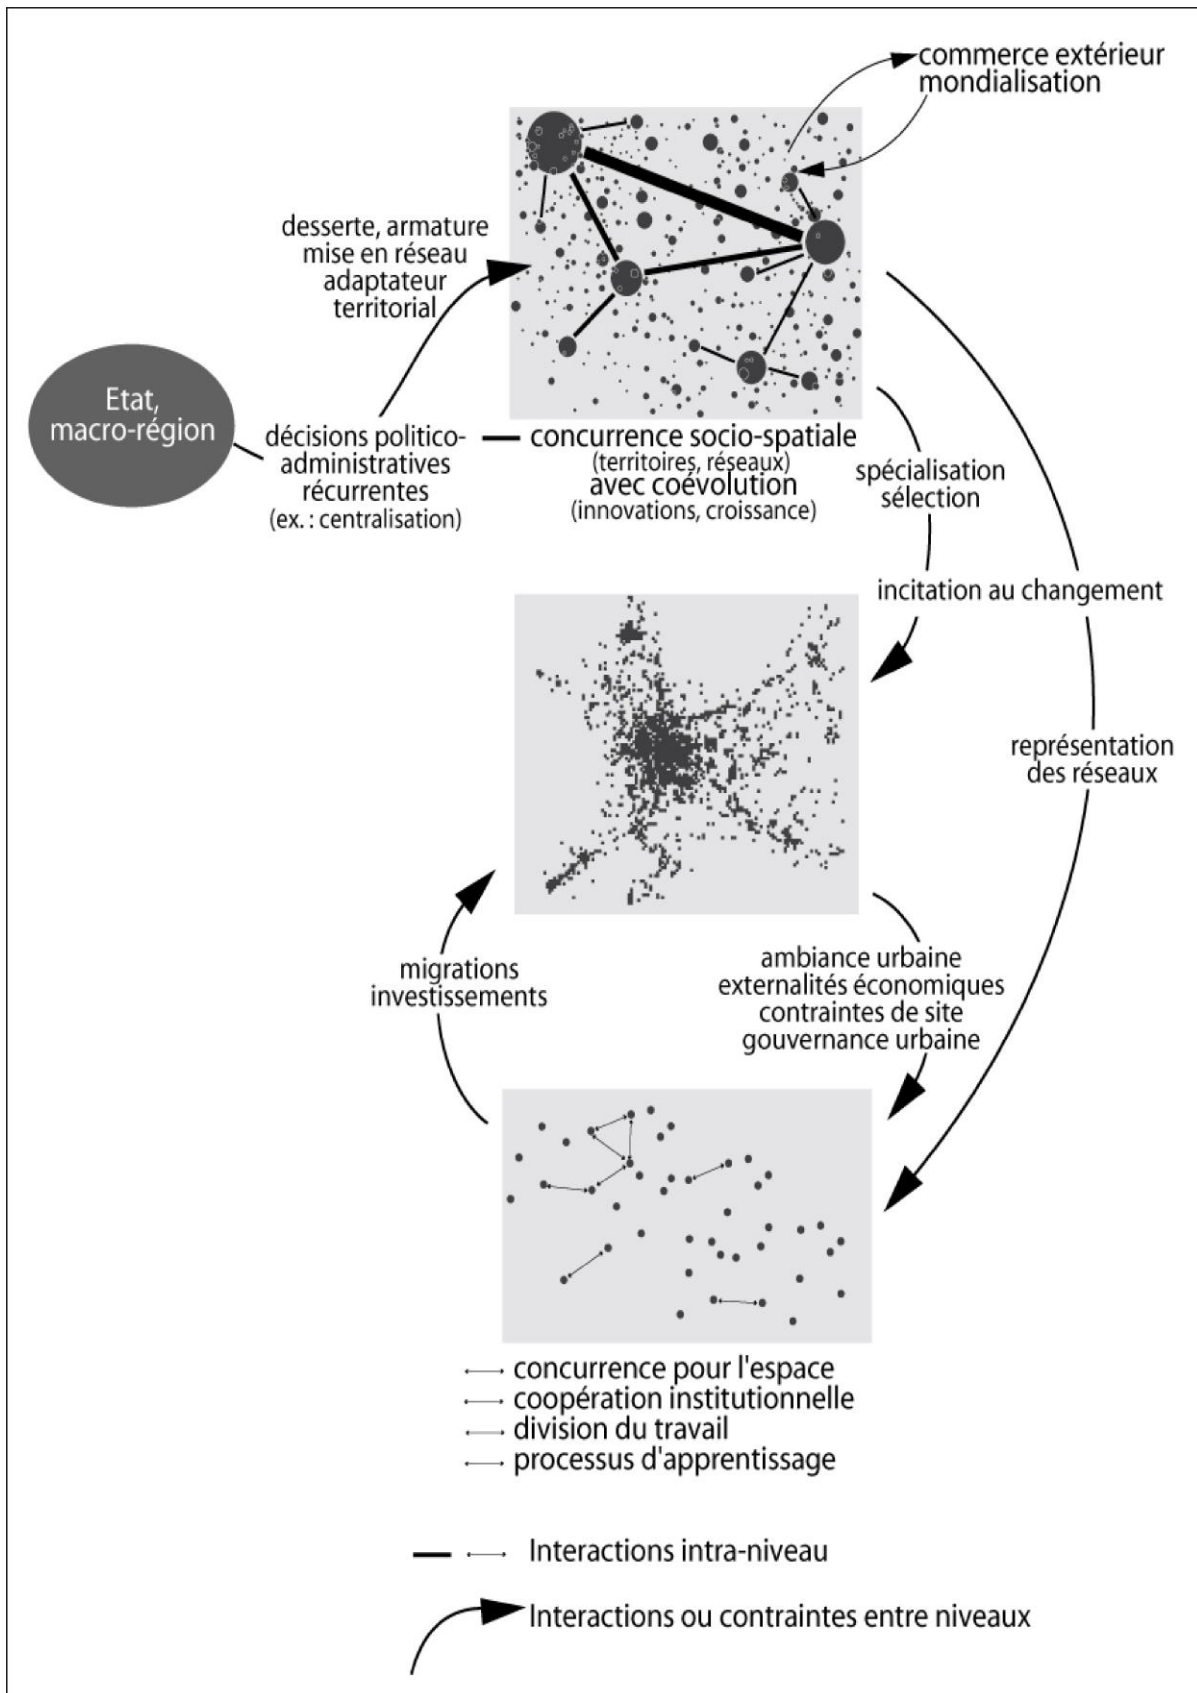 commerce extérieur
mondialisation
desserte, armature
mise en réseau
adaptateur
territorial
Etat,
macro-région
décisions politico-
administratives
récurrentes
(ex. : centralisation)
concurrence socio-spatiale
(territoires, réseaux)
avec coévolution
(innovations, croissance)
spécialisation
sélection
incitation au changement
représentation
des réseaux
migrations
investissements
ambiance urbaine
externalités économiques
contraintes de site
gouvernance urbaine
concurrence pour l'espace
coopération institutionnelle
division du travail
processus d'apprentissage
Interactions intra-niveau
Interactions ou contraintes entre niveaux